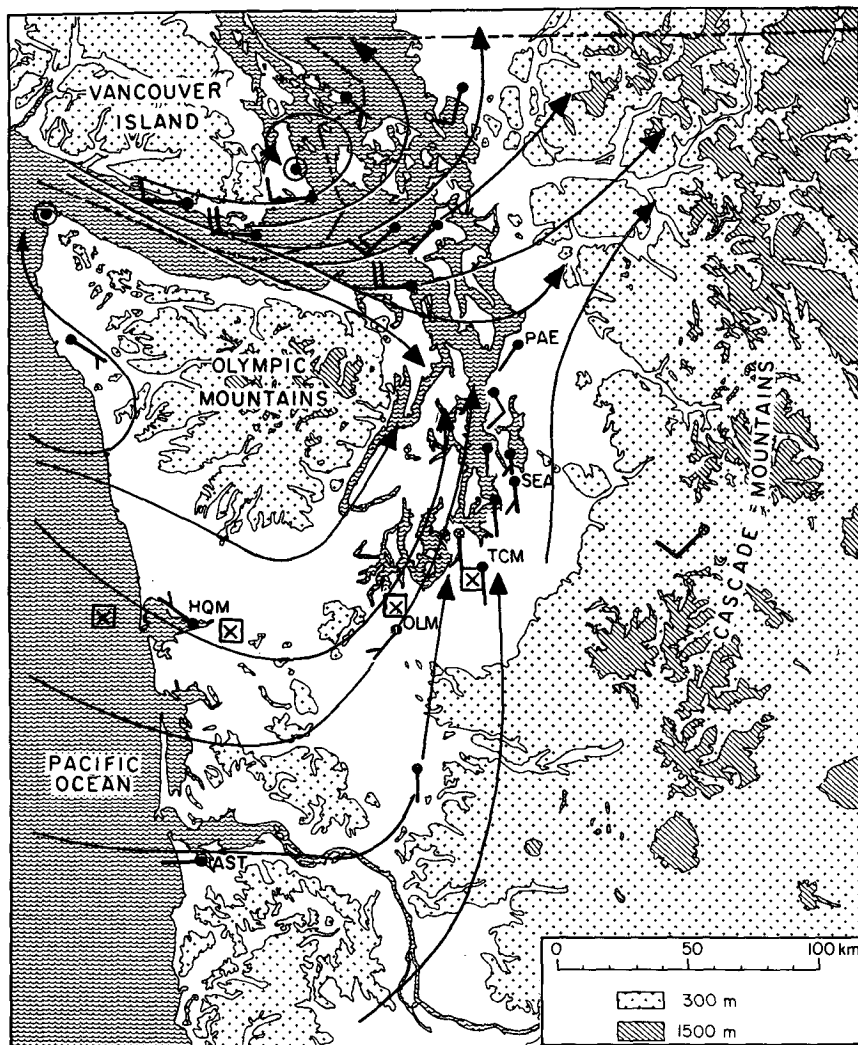 VANCOUVER
ISLAND
OLYMPIC
MOUNTAINS
PAE
SEA
TCM
CASCADE MOUNTAINS
HQM
OLM
PACIFIC
OCEAN
AST
0 50 100 km
300 m
1500 m